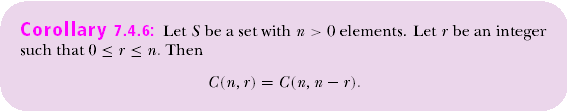 Corollary 7.4.6: Let S be a set with n > 0 elements. Let r be an integer
such that 0 ≤ r ≤ n. Then
C(n, r) = C(n, n − r).